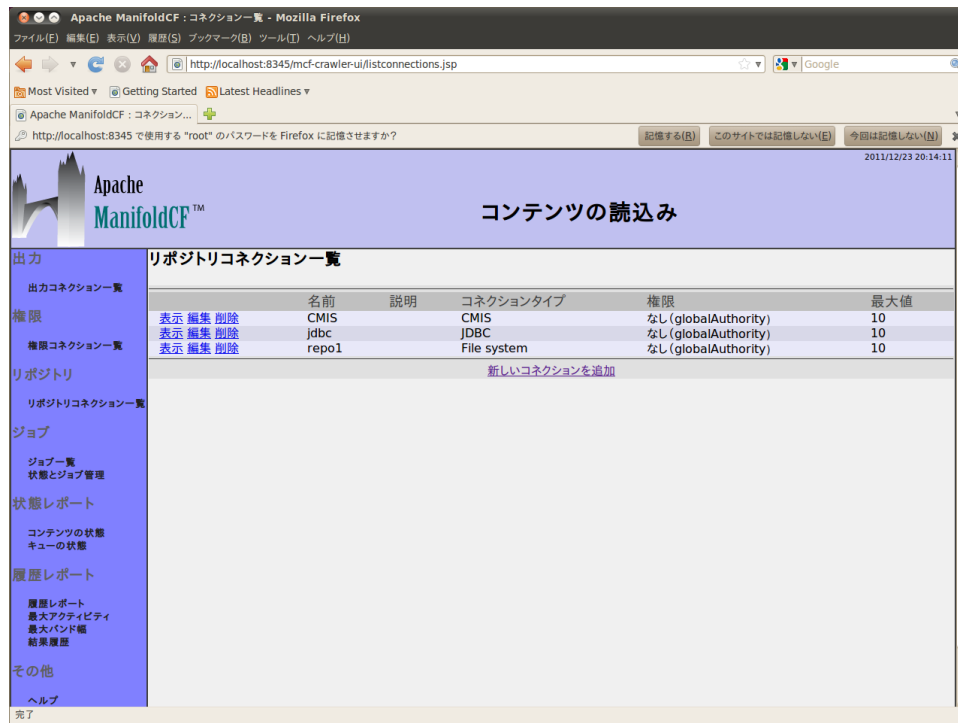 Apache ManifoldCF : コネクション一覧 - Mozilla Firefox
ファイル(F) 編集(E) 表示(V) 履歴(S) ブックマーク(B) ツール(T) ヘルプ(H)
http://localhost:8345/mcf-crawler-ui/listconnections.jsp
Google
Most Visited Getting Started Latest Headlines
Apache ManifoldCF : コネクション...
http://localhost:8345 で使用する "root" のパスワードを Firefox に記憶させますか? 記憶する(R) このサイトでは記憶しない(E) 今回は記憶しない(N)
2011/12/23 20:14:11
Apache
ManifoldCF™
コンテンツの読込み
出力
出力コネクション一覧
権限
権限コネクション一覧
リポジトリ
リポジトリコネクション一覧
ジョブ
ジョブ一覧
状態とジョブ管理
状態レポート
コンテンツの状態
キューの状態
履歴レポート
履歴レポート
最大アクティビティ
最大バンド幅
結果履歴
その他
ヘルプ
リポジトリコネクション一覧
名前 説明 コネクションタイプ 権限 最大値
表示 編集 削除 CMIS CMIS なし(globalAuthority) 10
表示 編集 削除 jdbc JDBC なし(globalAuthority) 10
表示 編集 削除 repo1 File system なし(globalAuthority) 10
新しいコネクションを追加
完了